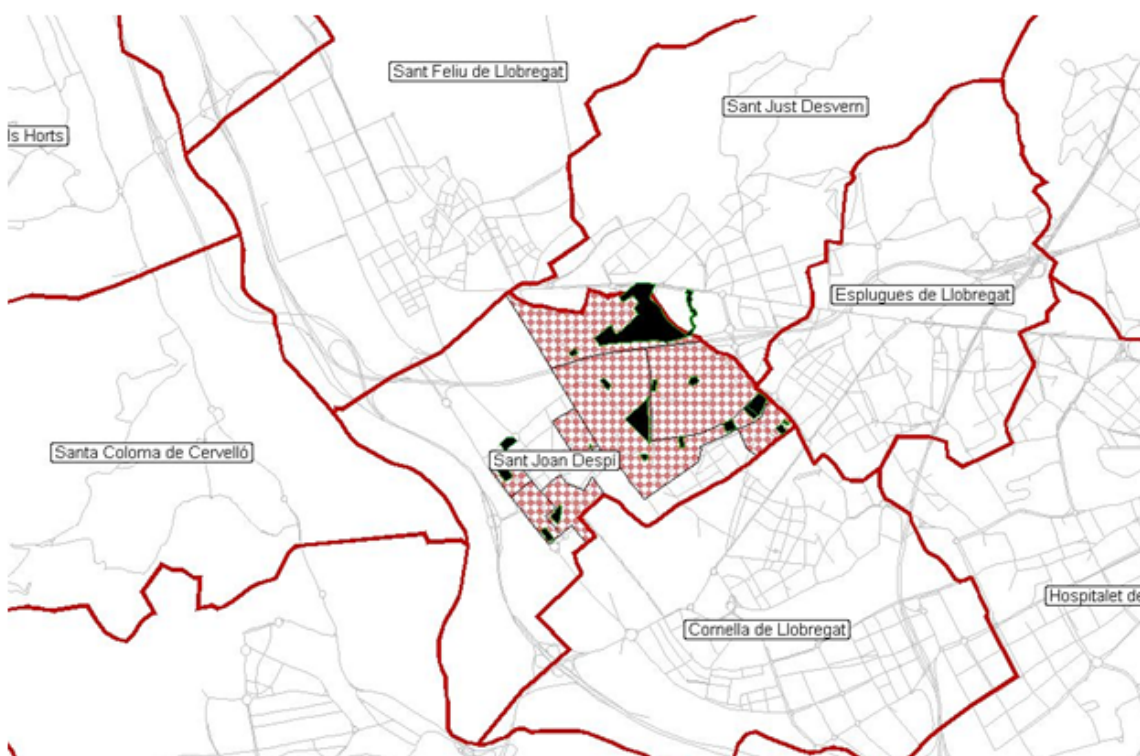 Sant Feliu de Llobregat
Sant Just Desvern
ls Horts
Esplugues de Llobregat
Santa Coloma de Cervelló
Sant Joan Despí
Hospitalet de
Cornella de Llobregat